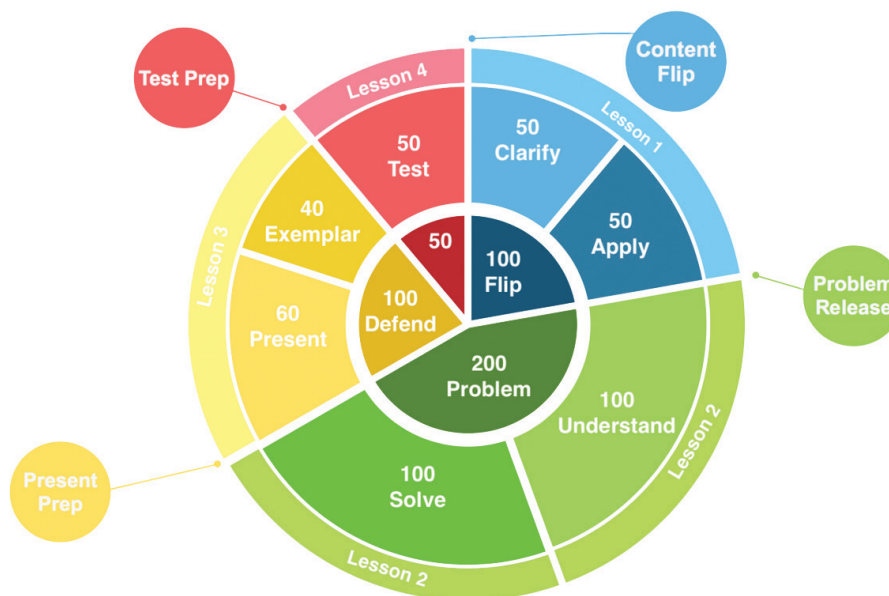 Content
Flip
Test Prep
Lesson 4
Lesson 1
50
Clarify
50
Test
50
Apply
40
Exemplar
Lesson 3
50
100
Flip
100
Defend
60
Present
Problem
Release
200
Problem
100
Understand
Lesson 2
100
Solve
Lesson 2
Present
Prep